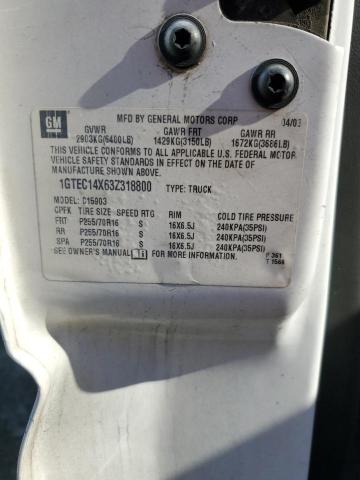 GM
MFD BY GENERAL MOTORS CORP 04/03
GVWR GAWR FRT GAWR RR
2903KG(6400LB) 1429KG(3150LB) 1672KG(3686LB)
THIS VEHICLE CONFORMS TO ALL APPLICABLE U.S. FEDERAL MOTOR
VEHICLE SAFETY STANDARDS IN EFFECT ON THE DATE OF
MANUFACTURE SHOWN ABOVE.
1GTEC14X63Z318800 TYPE: TRUCK
MODEL: C15903
CPFK TIRE SIZE SPEED RTG RIM COLD TIRE PRESSURE
FRT P255/70R16 S 16X6.5J 240KPA(35PSI)
RR P255/70R16 S 16X6.5J 240KPA(35PSI)
SPA P255/70R16 S 16X6.5J 240KPA(35PSI)
SEE OWNER'S MANUAL i FOR MORE INFORMATION.
P 361
T 1566